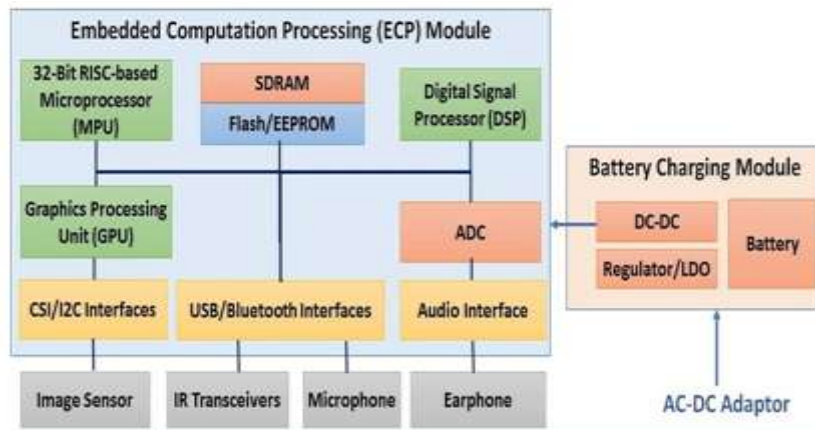 Embedded Computation Processing (ECP) Module
32-Bit RISC-based
Microprocessor
(MPU)
SDRAM
Flash/EEPROM
Digital Signal
Processor (DSP)
Graphics Processing
Unit (GPU)
ADC
CSI/I2C Interfaces
USB/Bluetooth Interfaces
Audio Interface
Image Sensor
IR Transceivers
Microphone
Earphone
Battery Charging Module
DC-DC
Regulator/LDO
Battery
AC-DC Adaptor